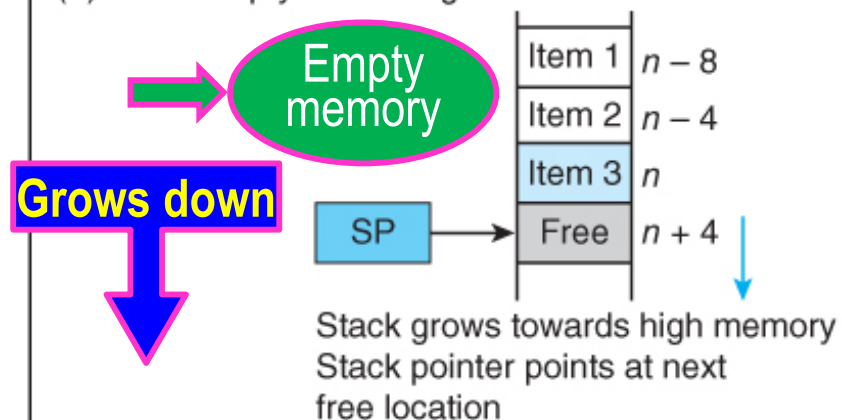 Empty
memory
Item 1 n – 8
Item 2 n – 4
Grows down
Item 3 n
SP
Free n + 4
Stack grows towards high memory
Stack pointer points at next
free location